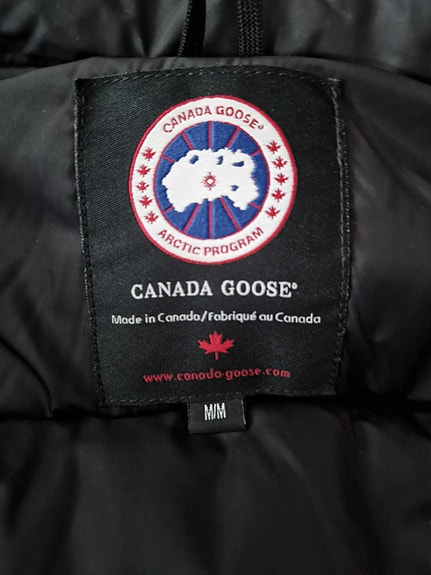 CANADA GOOSE®
ARCTIC PROGRAM
CANADA GOOSE®
Made in Canada/Fabriqué au Canada
www.canada-goose.com
M/M